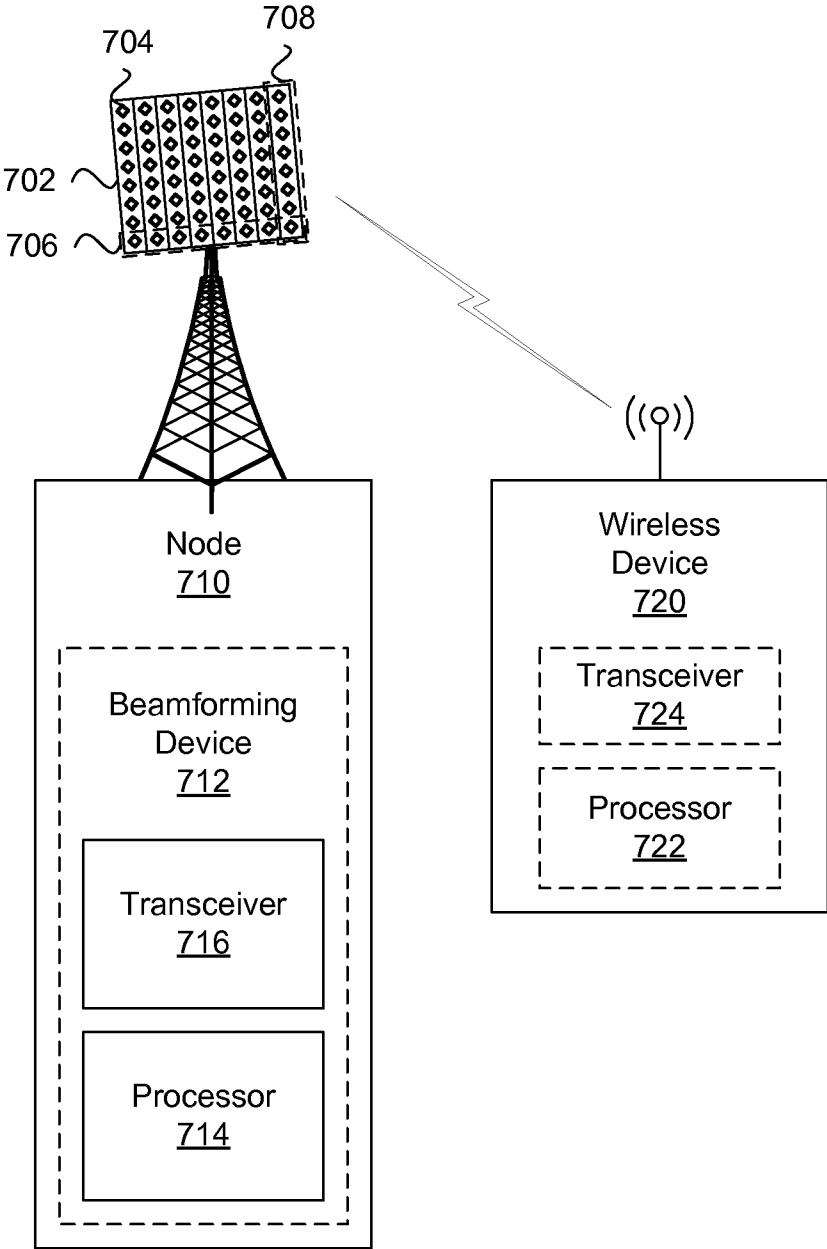 704
708
702
706
Node
710
Beamforming
Device
712
Transceiver
716
Processor
714
Wireless
Device
720
Transceiver
724
Processor
722